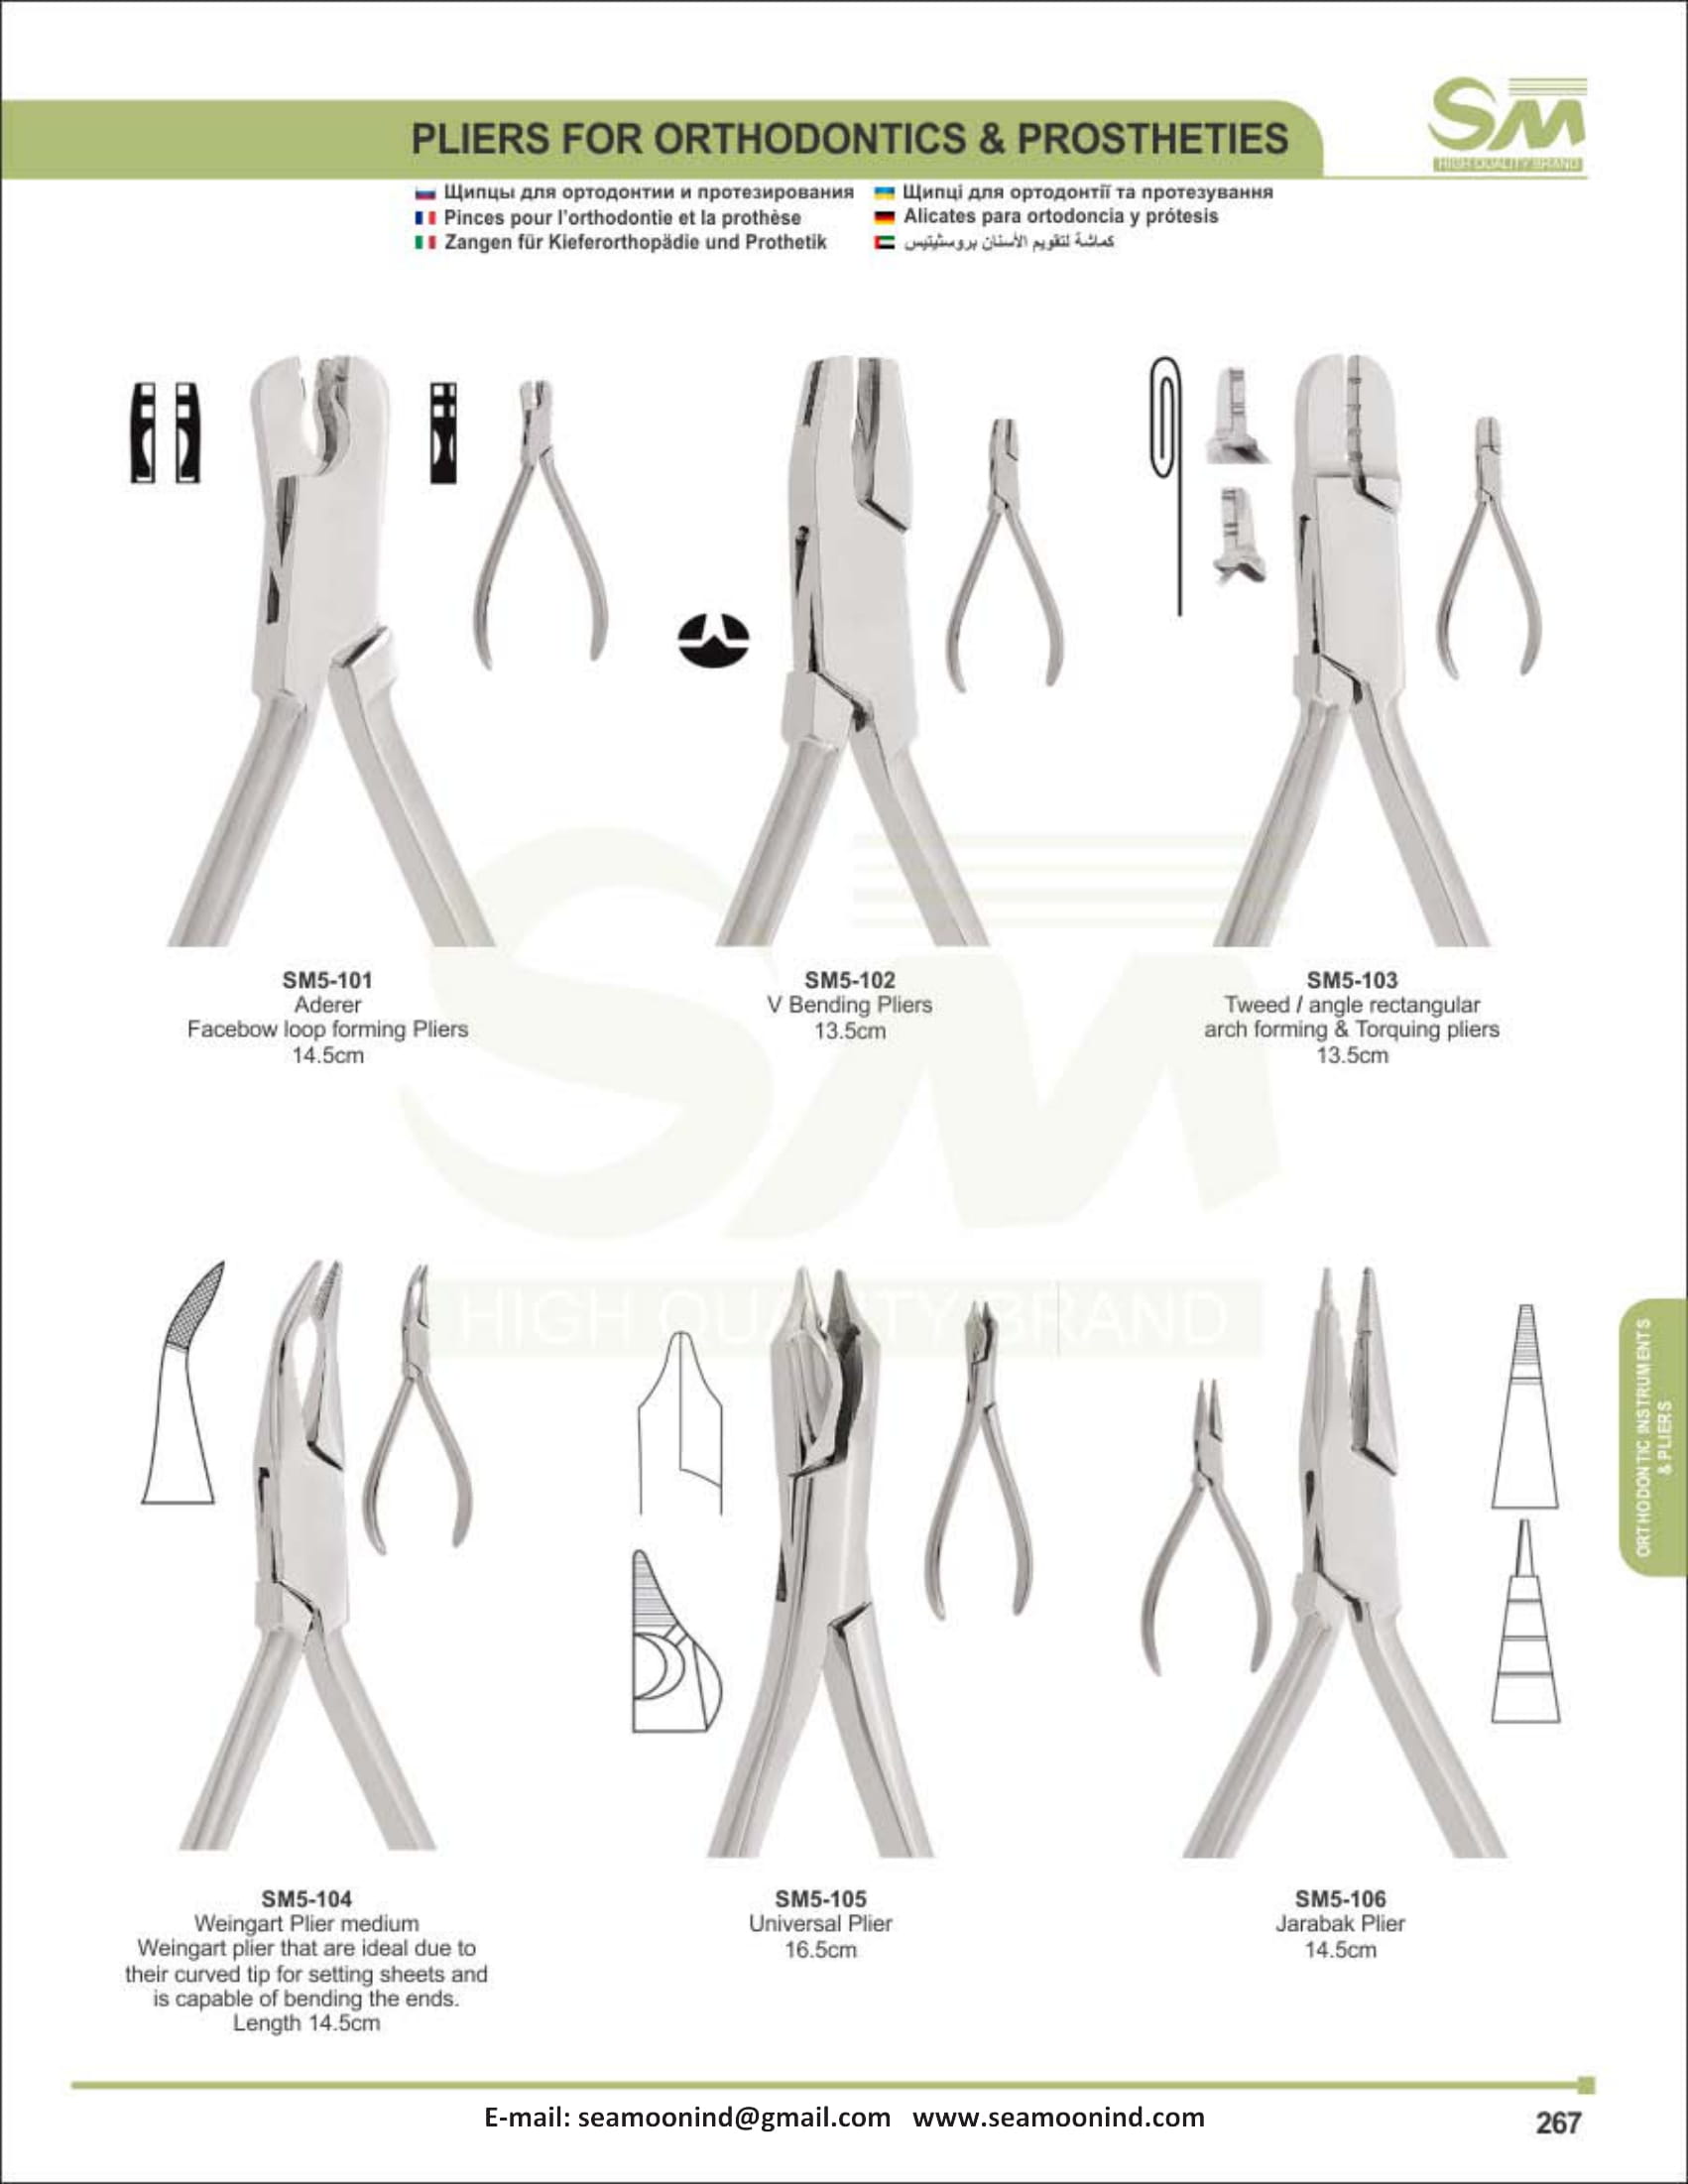 SM
HIGH QUALITY BRAND
PLIERS FOR ORTHODONTICS & PROSTHETIES
Щипцы для ортодонтии и протезирования
Щипці для ортодонтії та протезування
Pinces pour l'orthodontie et la prothèse
Alicates para ortodoncia y prótesis
Zangen für Kieferorthopädie und Prothetik
كماشة لتقويم الأسنان بروسثيتيس
SM5-101
Aderer
Facebow loop forming Pliers
14.5cm
SM5-102
V Bending Pliers
13.5cm
SM5-103
Tweed / angle rectangular
arch forming & Torquing pliers
13.5cm
SM
HIGH QUALITY BRAND
ORTHODONTIC INSTRUMENTS
& PLIERS
SM5-104
Weingart Plier medium
Weingart plier that are ideal due to
their curved tip for setting sheets and
is capable of bending the ends.
Length 14.5cm
SM5-105
Universal Plier
16.5cm
SM5-106
Jarabak Plier
14.5cm
E-mail: seamoonind@gmail.com www.seamoonind.com
267